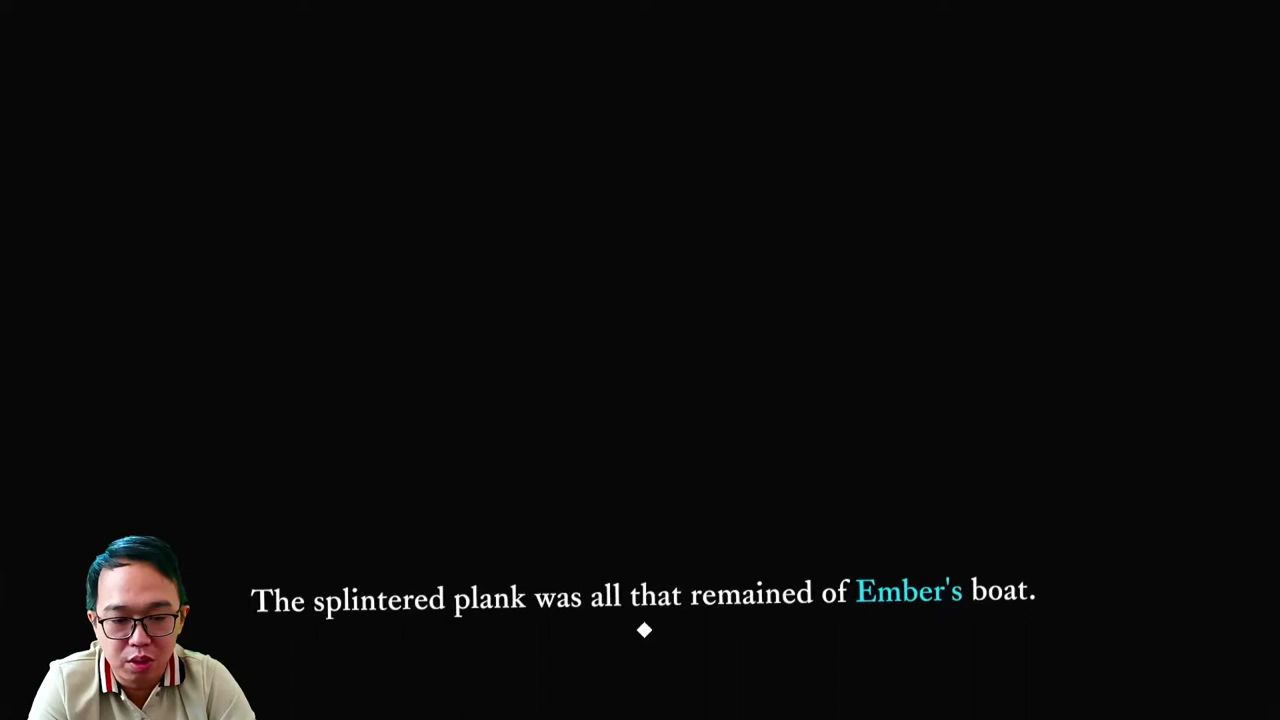 The splintered plank was all that remained of Ember's boat.